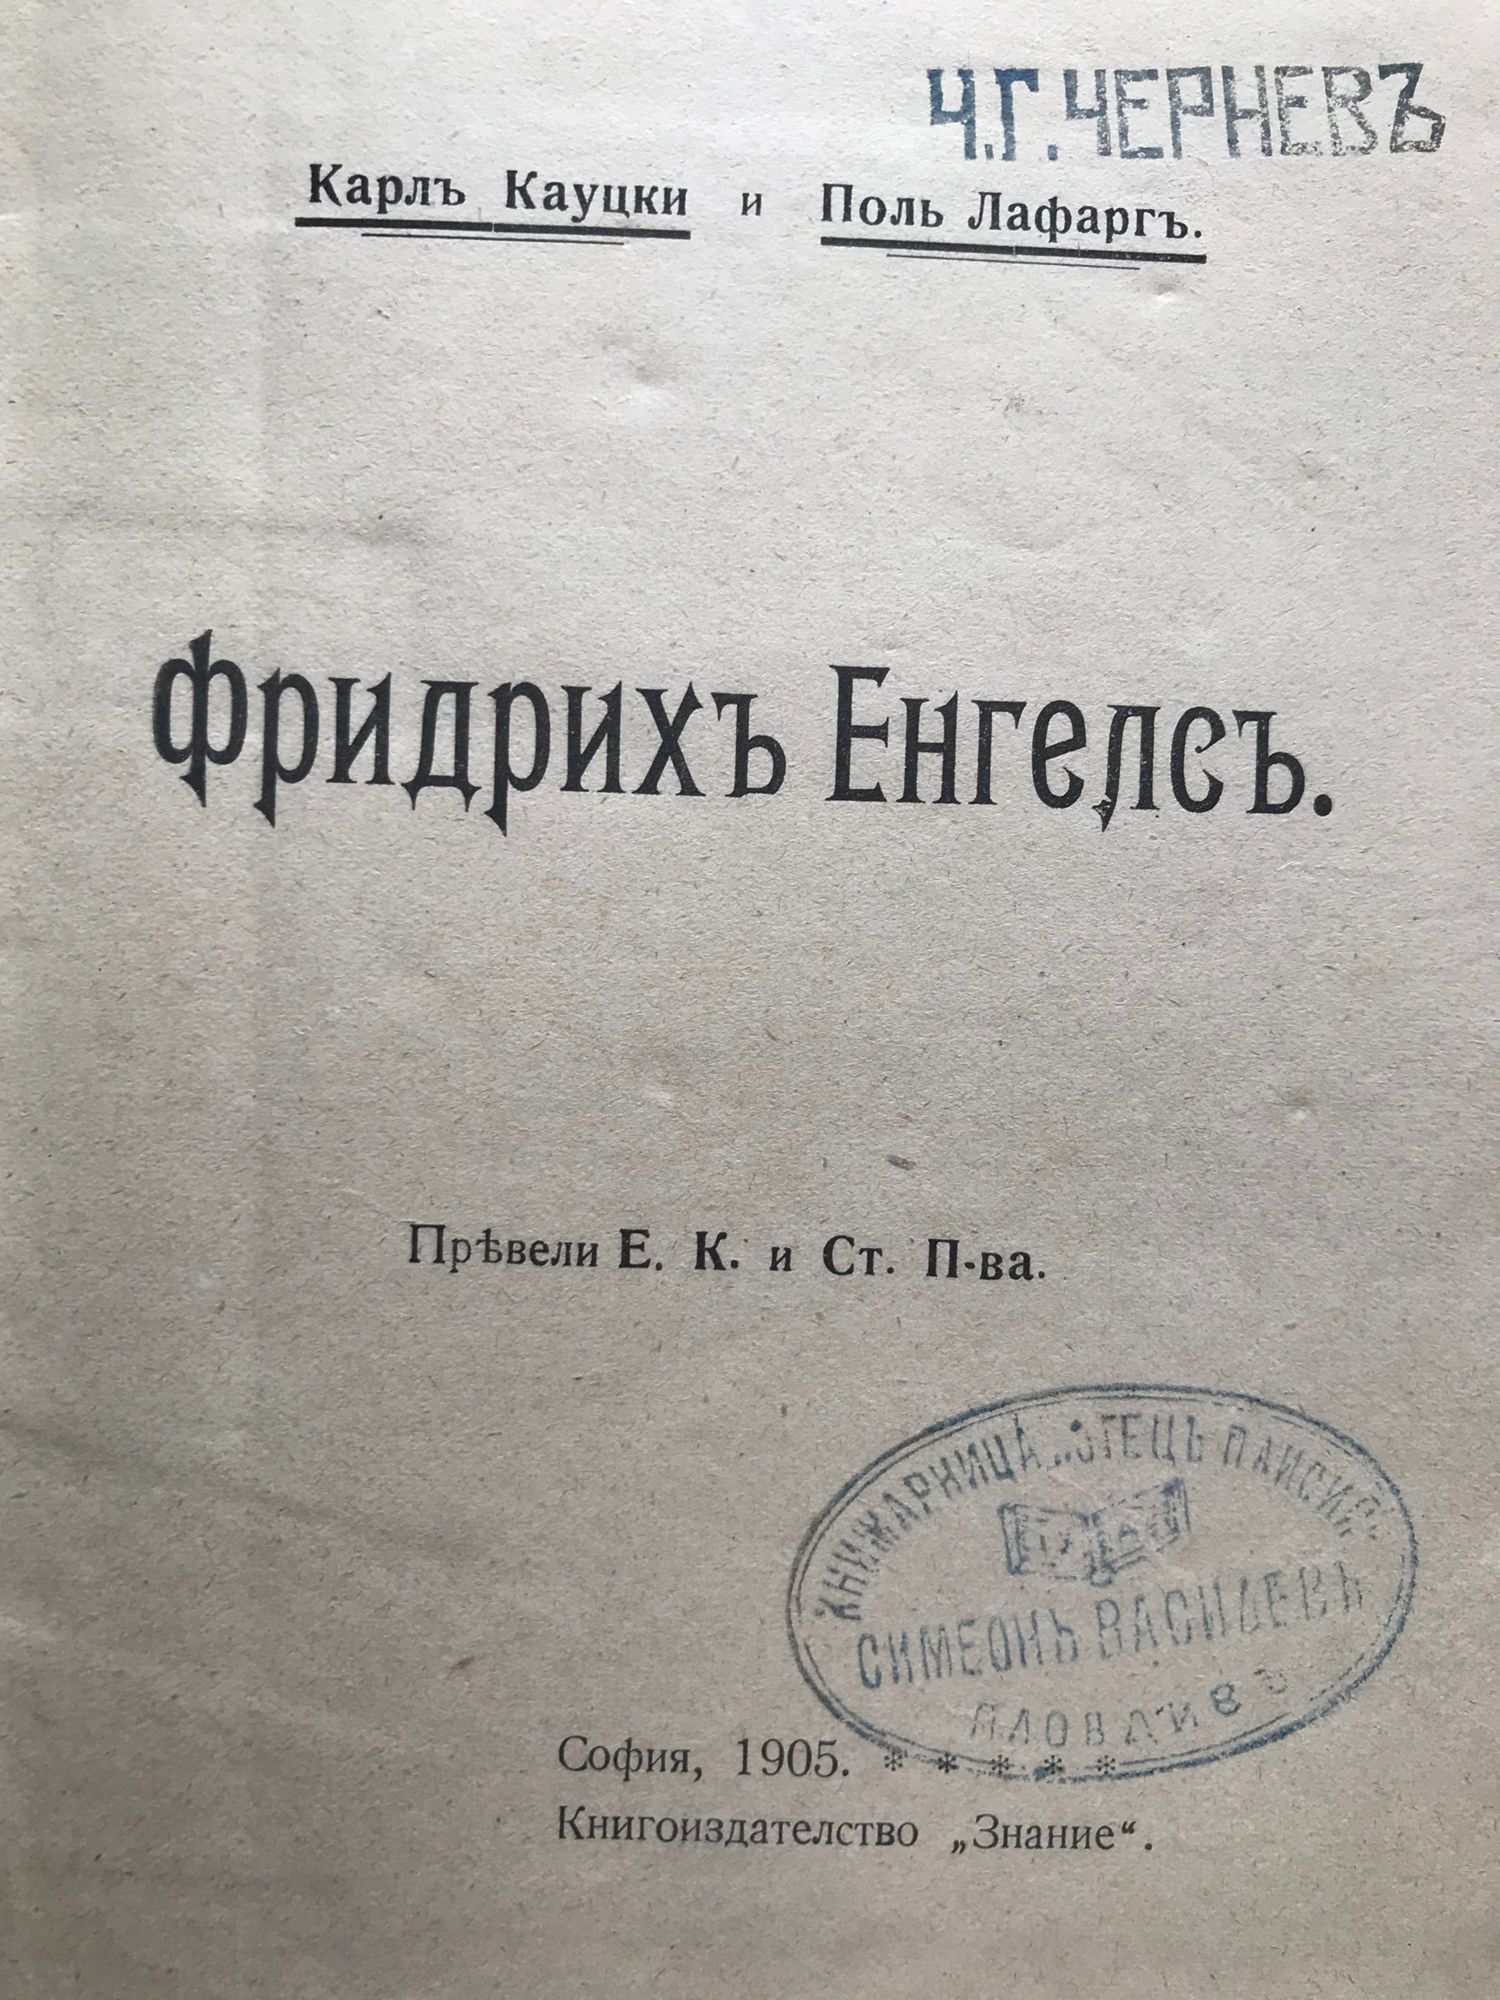 Ч.Г.ЧЕРНЕВЪ
Карлъ Кауцки и Поль Лафаргъ.
Фридрихъ Енгелсъ.
Прѣвели Е. К. и Ст. П-ва.
КНИЖАРНИЦА „ОТЕЦЪ ПАИСИЙ“
СИМЕОНЪ ВАСИЛЕВЪ
ПЛОВДИВЪ
София, 1905. * * * * *
Книгоиздателство „Знание“.